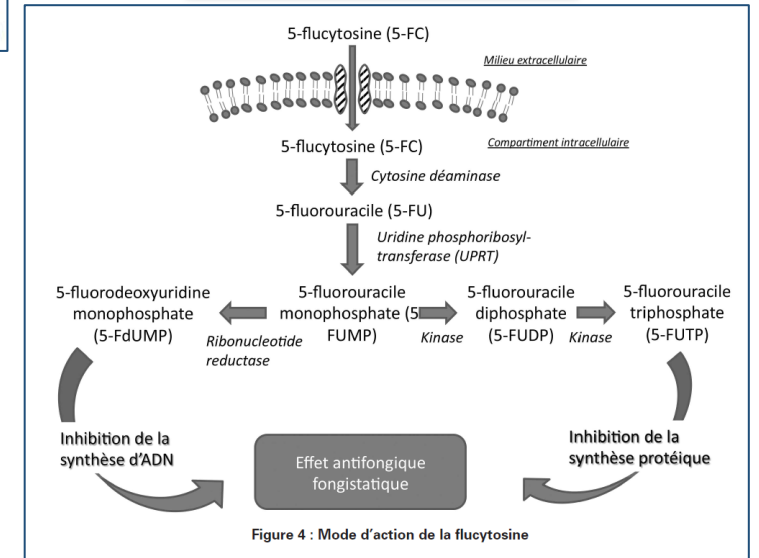 5-flucytosine (5-FC)
Milieu extracellulaire
5-flucytosine (5-FC)
Compartiment intracellulaire
Cytosine déaminase
5-fluorouracile (5-FU)
Uridine phosphoribosyl-
transferase (UPRT)
5-fluorodeoxyuridine
monophosphate
(5-FdUMP)
Ribonucleotide
reductase
5-fluorouracile
monophosphate (5
FUMP)
Kinase
5-fluorouracile
diphosphate
(5-FUDP)
Kinase
5-fluorouracile
triphosphate
(5-FUTP)
Inhibition de la
synthèse d'ADN
Effet antifongique
fongistatique
Inhibition de la
synthèse protéique
Figure 4 : Mode d'action de la flucytosine